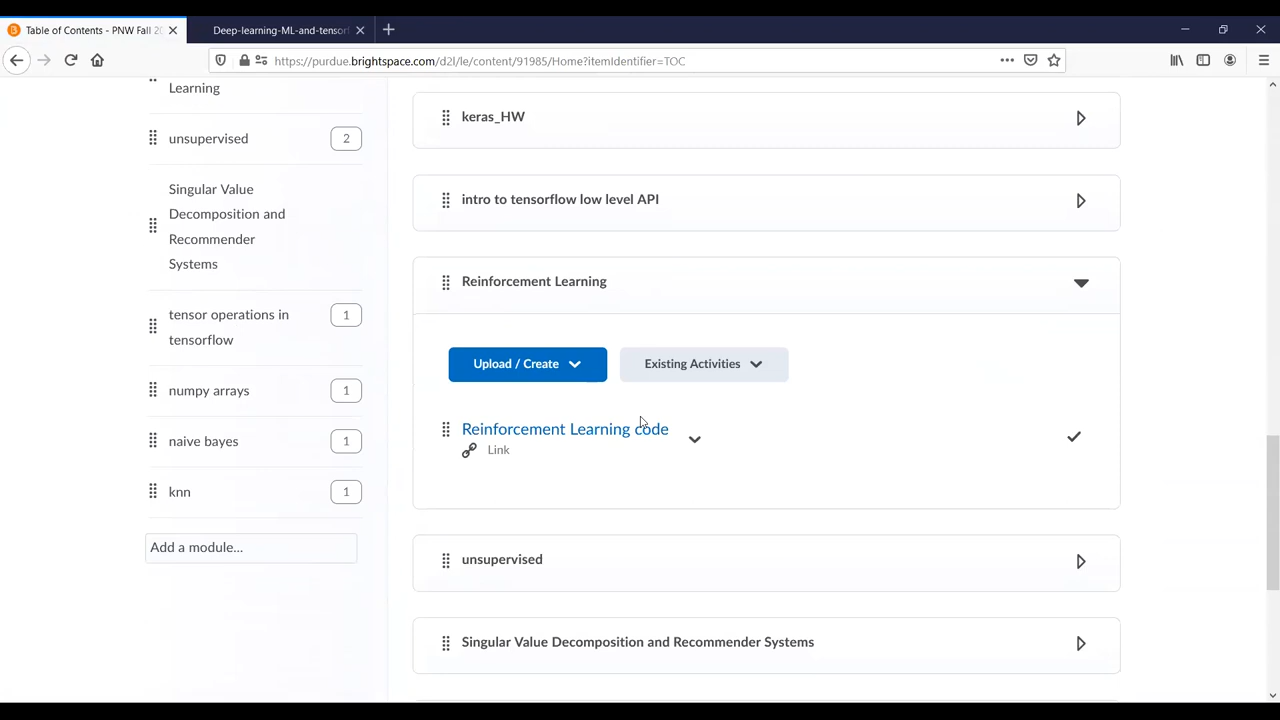 Table of Contents - PNW Fall 20
Deep-learning-ML-and-tensorf
https://purdue.brightspace.com/d2l/le/content/91985/Home?itemIdentifier=TOC
Learning
unsupervised
2
Singular Value
Decomposition and
Recommender
Systems
tensor operations in
tensorflow
1
numpy arrays
1
naive bayes
1
knn
1
Add a module...
keras_HW
intro to tensorflow low level API
Reinforcement Learning
Upload / Create
Existing Activities
Reinforcement Learning code
Link
unsupervised
Singular Value Decomposition and Recommender Systems